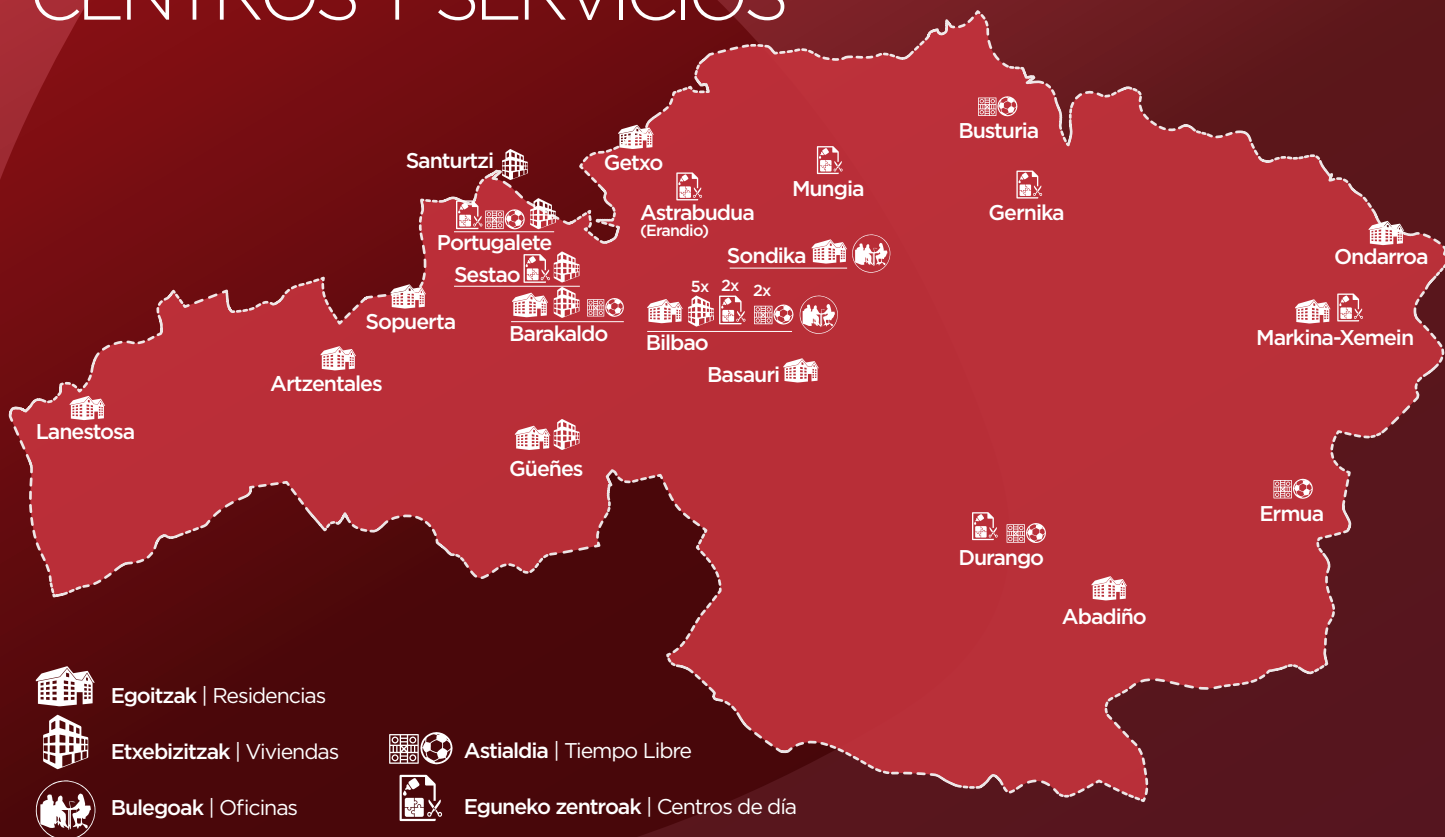 CENTROS Y SERVICIOS
Busturia
Santurtzi
Getxo
Mungia
Gernika
Astrabudua
(Erandio)
Portugalete
Sondika
Ondarroa
Sestao
5x 2x 2x
Sopuerta
Barakaldo
Bilbao
Markina-Xemein
Artzentales
Basauri
Lanestosa
Güeñes
Ermua
Durango
Abadiño
Egoitzak | Residencias
Etxebizitzak | Viviendas
Astialdia | Tiempo Libre
Bulegoak | Oficinas
Eguneko zentroak | Centros de día